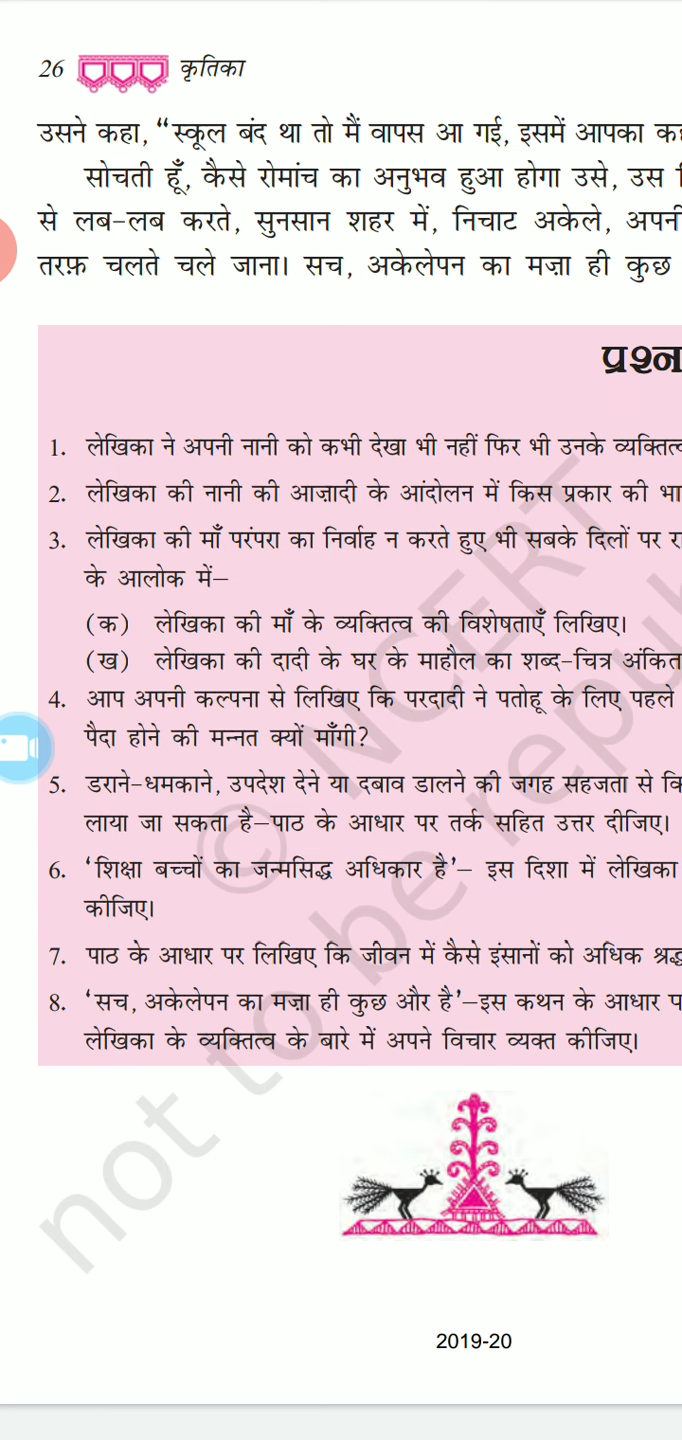 26 कृतिका
उसने कहा, “स्कूल बंद था तो मैं वापस आ गई, इसमें आपका
सोचती हूँ, कैसे रोमांच का अनुभव हुआ होगा उसे, उस
से लब-लब करते, सुनसान शहर में, निचाट अकेले,
तरफ़ चलते चले जाना। सच, अकेलेपन का मज़ा ही कुछ
प्रश्न
1. लेखिका ने अपनी नानी को कभी देखा भी नहीं फिर भी उनके
2. लेखिका की नानी की आज़ादी के आंदोलन में किस प्रकार की
3. लेखिका की माँ परंपरा का निर्वाह न करते हुए भी सबके दिलों पर
के आलोक में–
(क) लेखिका की माँ के व्यक्तित्व की विशेषताएँ लिखिए।
(ख) लेखिका की दादी के घर के माहौल का शब्द-चित्र अंकित
4. आप अपनी कल्पना से लिखिए कि परदादी ने पतोहू के लिए पहले
पैदा होने की मन्नत क्यों माँगी?
5. डराने-धमकाने, उपदेश देने या दबाव डालने की जगह सहजता से
लाया जा सकता है–पाठ के आधार पर तर्क सहित उत्तर दीजिए।
6. ‘शिक्षा बच्चों का जन्मसिद्ध अधिकार है’– इस दिशा में लेखिका
कीजिए।
7. पाठ के आधार पर लिखिए कि जीवन में कैसे इंसानों को अधिक
8. ‘सच, अकेलेपन का मज़ा ही कुछ और है’–इस कथन के आधार
लेखिका के व्यक्तित्व के बारे में अपने विचार व्यक्त कीजिए।
© NCERT
not to be
2019-20